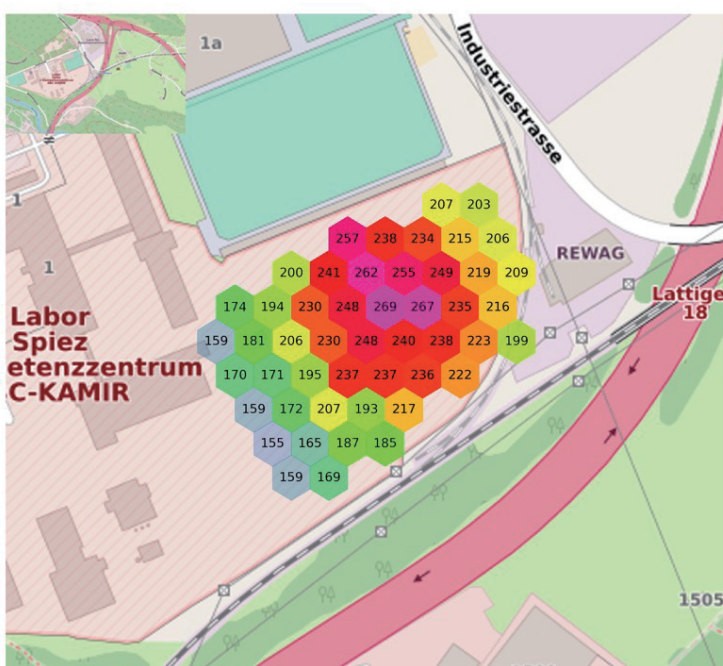 1a
Industriestrasse
207 203
257 238 234 215 206
1
200 241 262 255 249 219 209
REWAG
1
174 194 230 248 269 267 235 216
Lattige
18
Labor
Spiez
etenzzentrum
C-KAMIR
159 181 206 230 248 240 238 223 199
170 171 195 237 237 236 222
159 172 207 193 217
155 165 187 185
159 169
1505